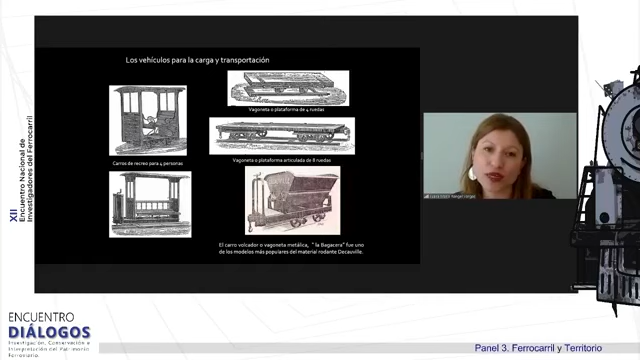 Los vehículos para la carga y transportación
Vagoneta o plataforma de 4 ruedas
Carros de recreo para 4 personas
Vagoneta o plataforma articulada de 8 ruedas
El carro volcador o vagoneta metálica, " la Bagacera" fue uno
de los modelos más populares del material rodante Decauville.
XII
Encuentro Nacional de
Investigadores del Ferrocarril
ENCUENTRO
DIÁLOGOS
Investigación, Conservación e
Interpretación del Patrimonio
Ferroviario
Panel 3. Ferrocarril y Territorio